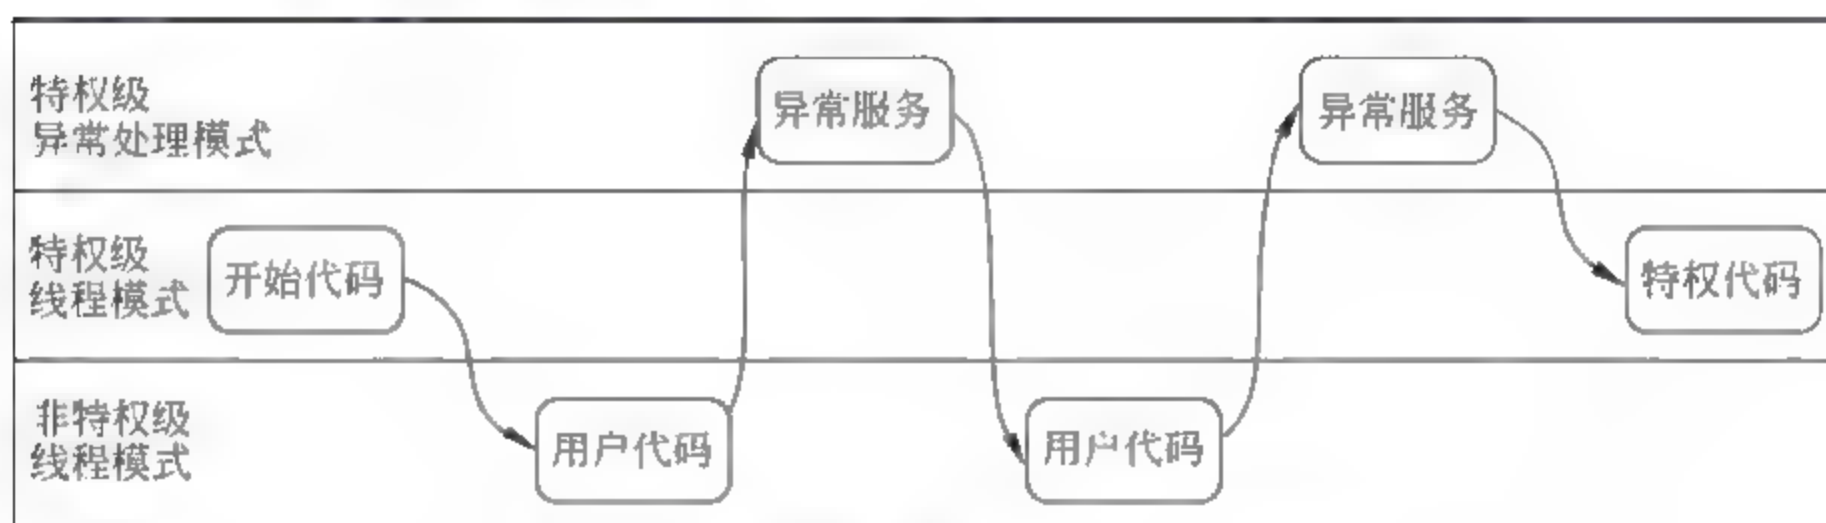 特权级
异常处理模式
异常服务
异常服务
特权级
线程模式
开始代码
特权代码
非特权级
线程模式
用户代码
用户代码